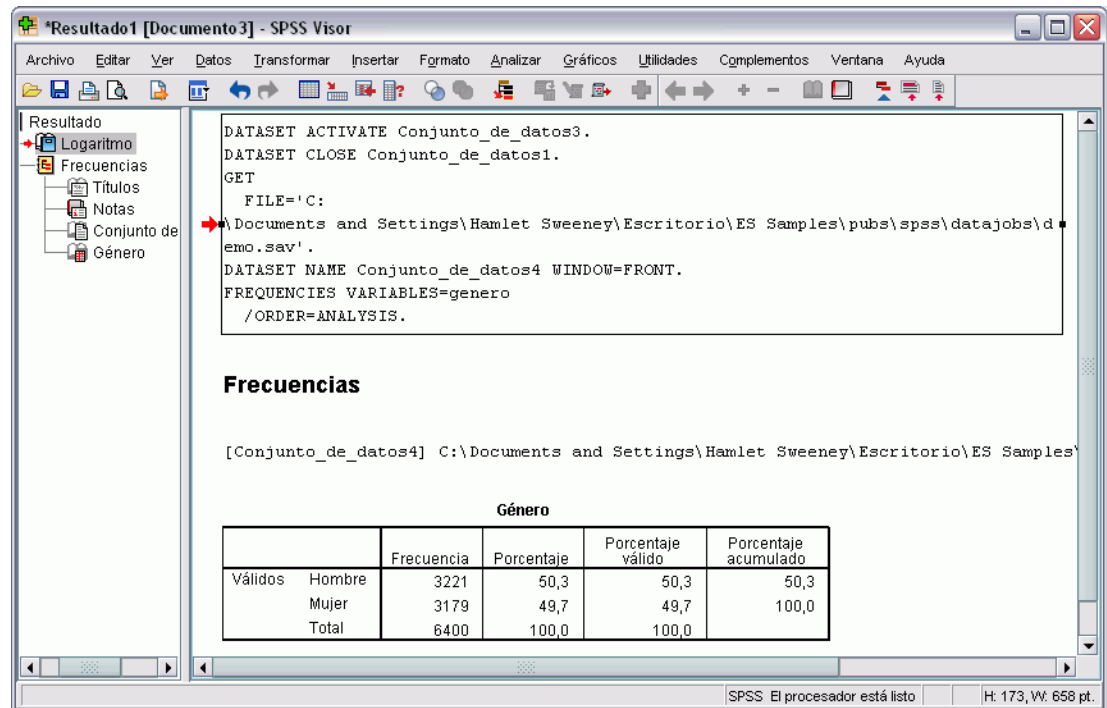 *Resultado1 [Documento3] - SPSS Visor
Archivo Editar Ver Datos Transformar Insertar Formato Analizar Gráficos Utilidades Complementos Ventana Ayuda
Resultado
Logaritmo
Frecuencias
Títulos
Notas
Conjunto de
Género
DATASET ACTIVATE Conjunto_de_datos3.
DATASET CLOSE Conjunto_de_datos1.
GET
FILE='C:
\Documents and Settings\Hamlet Sweeney\Escritorio\ES Samples\pubs\spss\datajobs\d
emo.sav'.
DATASET NAME Conjunto_de_datos4 WINDOW=FRONT.
FREQUENCIES VARIABLES=genero
/ORDER=ANALYSIS.
Frecuencias
[Conjunto_de_datos4] C:\Documents and Settings\Hamlet Sweeney\Escritorio\ES Samples\
Género
Frecuencia Porcentaje Porcentaje válido Porcentaje acumulado
Válidos Hombre 3221 50,3 50,3 50,3
Mujer 3179 49,7 49,7 100,0
Total 6400 100,0 100,0
SPSS El procesador está listo H: 173, W: 658 pt.